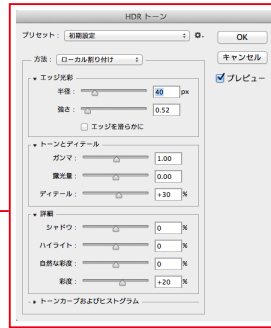 HDR トーン
プリセット： 初期設定
OK
キャンセル
プレビュー
方法： ローカル割り付け
エッジ光彩
半径： 40 px
強さ： 0.52
エッジを滑らかに
トーンとディテール
ガンマ： 1.00
露光量： 0.00
ディテール： +30 %
詳細
シャドウ： 0 %
ハイライト： 0 %
自然な彩度： 0 %
彩度： +20 %
トーンカーブおよびヒストグラム